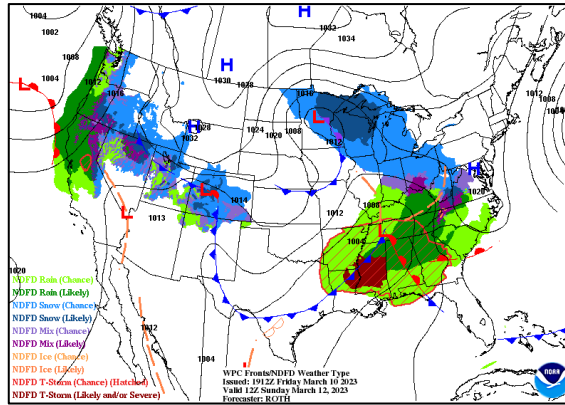 1004
1002
1008
1004
1012
1016
L
H
H
1032
1034
1030
1028
H
1028
1032
1024
1008
1020
1016
L
1012
H
1020
1012
1008
1004
L
L
1014
L
1013
1012
1008
1004
1020
1012
1004
L
NDFD Rain (Chance)
NDFD Rain (Likely)
NDFD Snow (Chance)
NDFD Snow (Likely)
NDFD Mix (Chance)
NDFD Mix (Likely)
NDFD Ice (Chance)
NDFD Ice (Likely)
NDFD T-Storm (Chance) (Hatched)
NDFD T-Storm (Likely and/or Severe)
WPC Fronts/NDFD Weather Type
Issued: 1912Z Friday March 10 2023
Valid 12Z Sunday March 12, 2023
Forecaster: ROTH
NOAA